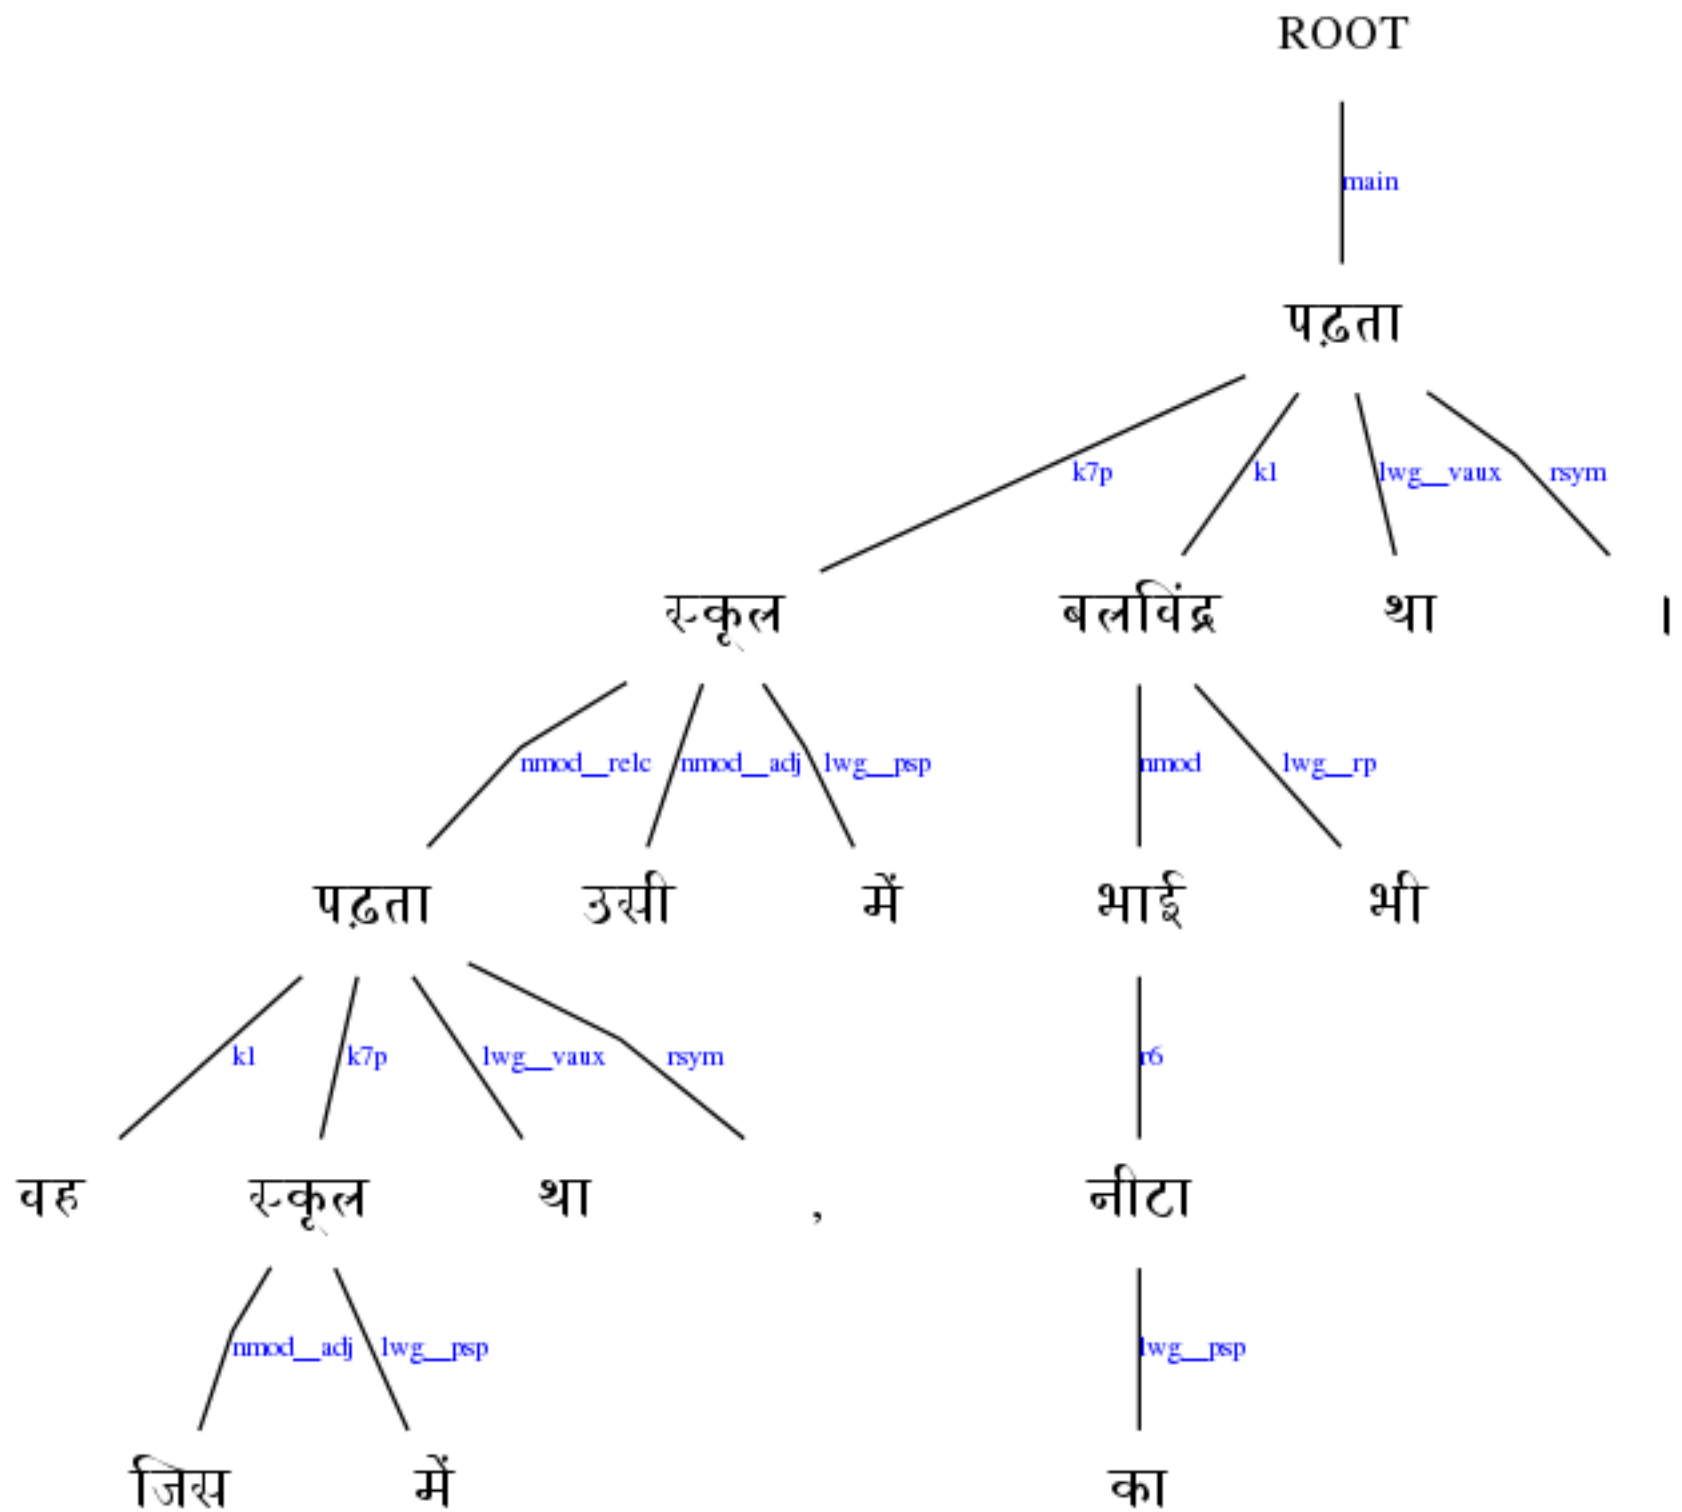 ROOT
main
पढ़ता
k7p k1 lwg__vaux rsym
स्कूल बलविंद्र था ।
nmod__relc nmod__adj lwg__psp nmod lwg__rp
पढ़ता उसी में भाई भी
k1 k7p lwg__vaux rsym r6
वह स्कूल था , नीटा
nmod__adj lwg__psp lwg__psp
जिस में का